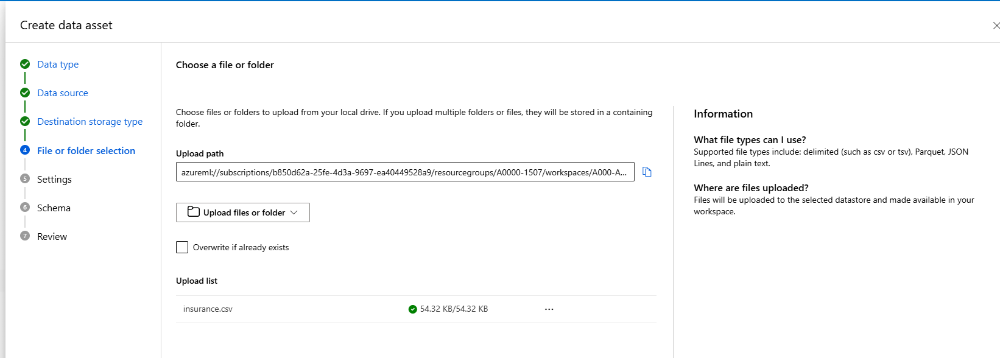 Create data asset
Data type
Data source
Destination storage type
4 File or folder selection
5 Settings
6 Schema
7 Review
Choose a file or folder
Choose files or folders to upload from your local drive. If you upload multiple folders or files, they will be stored in a containing
folder.
Upload path
azureml://subscriptions/b850d62a-25fe-4d3a-9697-ea40449528a9/resourcegroups/A0000-1507/workspaces/A000-A...
Upload files or folder
Overwrite if already exists
Upload list
insurance.csv 54.32 KB/54.32 KB ...
Information
What file types can I use?
Supported file types include: delimited (such as csv or tsv), Parquet, JSON
Lines, and plain text.
Where are files uploaded?
Files will be uploaded to the selected datastore and made available in your
workspace.